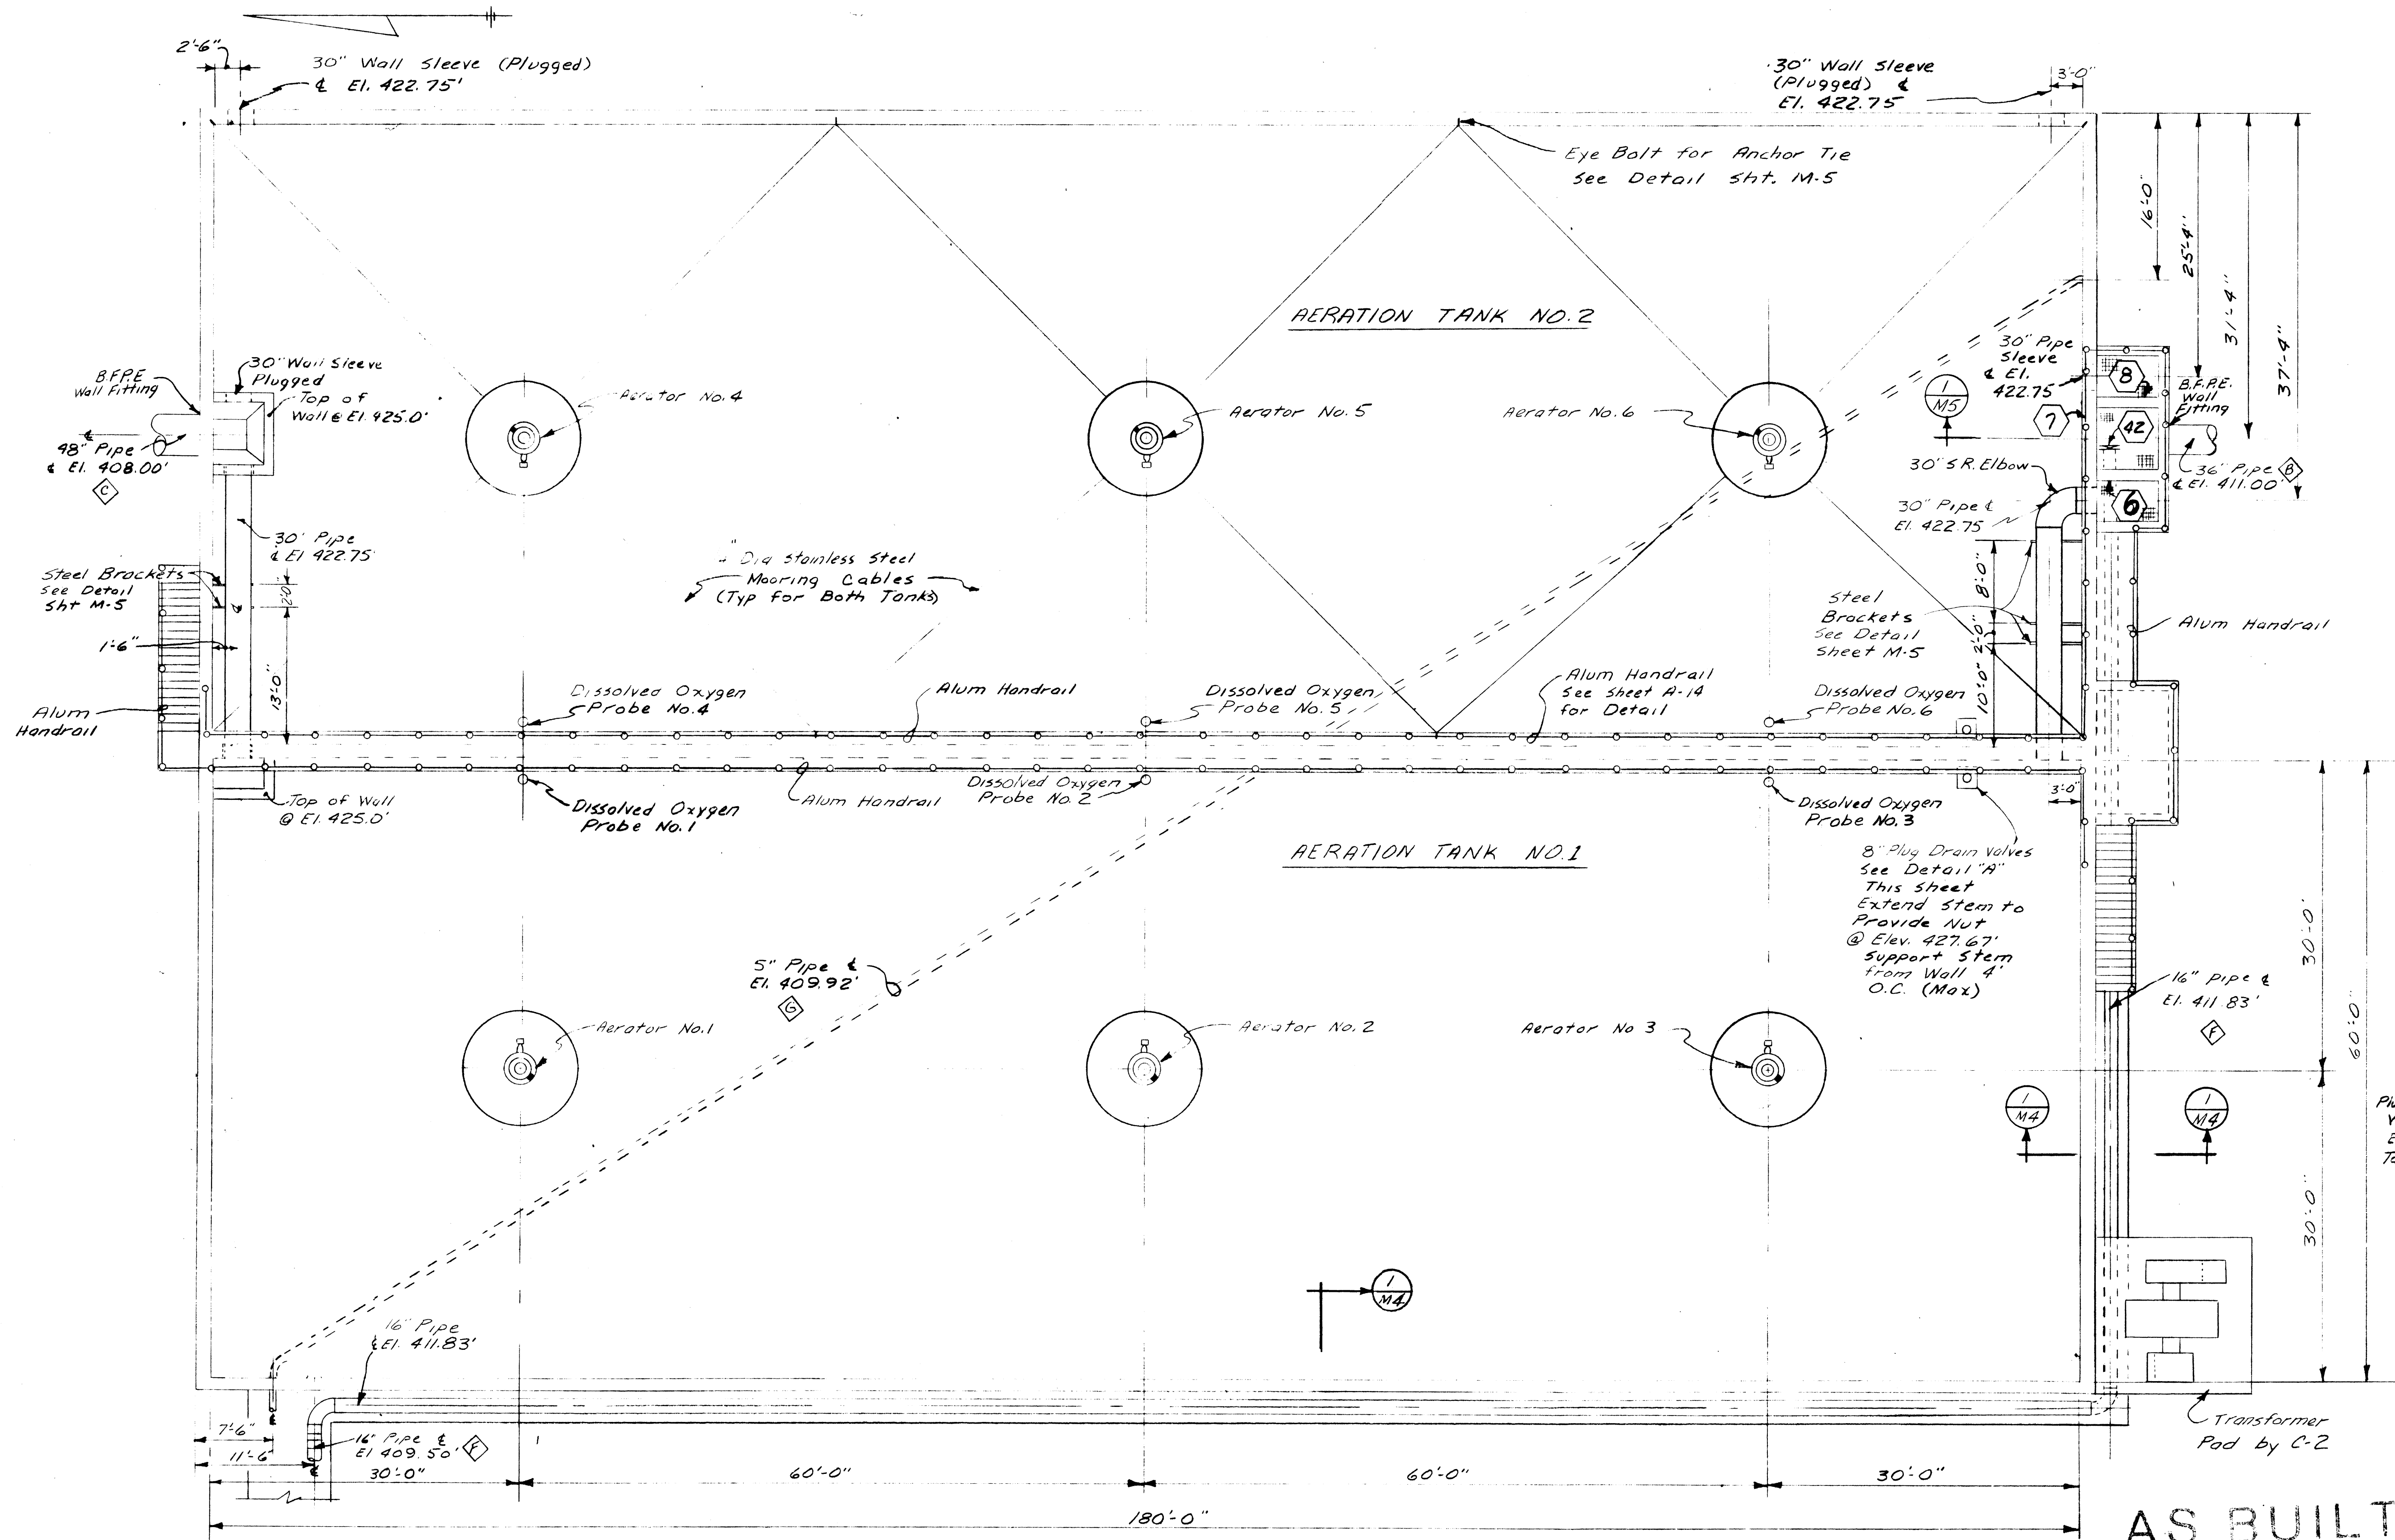 2'-6"
30" Wall Sleeve (Plugged)
℄ El. 422.75'
30" Wall Sleeve
(Plugged) ℄
El. 422.75
3'-0"
Eye Bolt for Anchor Tie
See Detail Sht. M-5
16'-0"
25'-4"
31'-4"
37'-4"
AERATION TANK NO. 2
B.F.P.E
Wall Fitting
30" Wall Sleeve
Plugged
Top of
Wall @ El. 425.0'
48" Pipe
℄ El. 408.00'
C
Aerator No. 4
Aerator No. 5
Aerator No. 6
1
M5
30" Pipe
Sleeve
℄ El.
422.75
7
8
42
6
B.F.P.E.
Wall
Fitting
36" Pipe B
℄ El. 411.00'
30" S.R. Elbow
30" Pipe ℄
El. 422.75
30" Pipe
℄ El 422.75
Steel Brackets
See Detail
Sht M-5
2'-0"
1'-6"
13'-0"
Dia Stainless Steel
Mooring Cables
(Typ for Both Tanks)
8'-0"
2'-0"
10'-0"
Steel
Brackets
See Detail
Sheet M-5
Alum Handrail
Alum
Handrail
Dissolved Oxygen
Probe No. 4
Alum Handrail
Dissolved Oxygen
Probe No. 5
Alum Handrail
See Sheet A-14
for Detail
Dissolved Oxygen
Probe No. 6
Top of Wall
@ El. 425.0'
Dissolved Oxygen
Probe No. 1
Alum Handrail
Dissolved Oxygen
Probe No. 2
Dissolved Oxygen
Probe No. 3
3'-0"
AERATION TANK NO. 1
8" Plug Drain Valves
See Detail "A"
This Sheet
Extend Stem to
Provide Nut
@ Elev. 427.67'
Support Stem
from Wall 4'
O.C. (Max)
5" Pipe ℄
El. 409.92'
G
16" Pipe ℄
El. 411.83'
F
30'-0"
60'-0"
30'-0"
Aerator No. 1
Aerator No. 2
Aerator No 3
1
M4
1
M4
1
M4
16" Pipe
℄ El. 411.83'
16" Pipe ℄
El 409.50' F
7'-6"
11'-6"
30'-0"
60'-0"
60'-0"
30'-0"
180'-0"
Transformer
Pad by C-2
AS BUILT